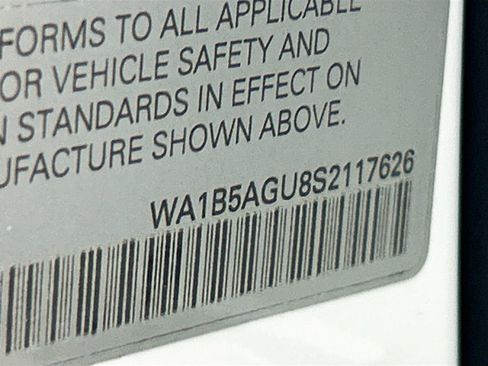 FORMS TO ALL APPLICABLE
OR VEHICLE SAFETY AND
N STANDARDS IN EFFECT ON
UFACTURE SHOWN ABOVE.
WA1B5AGU8S2117626